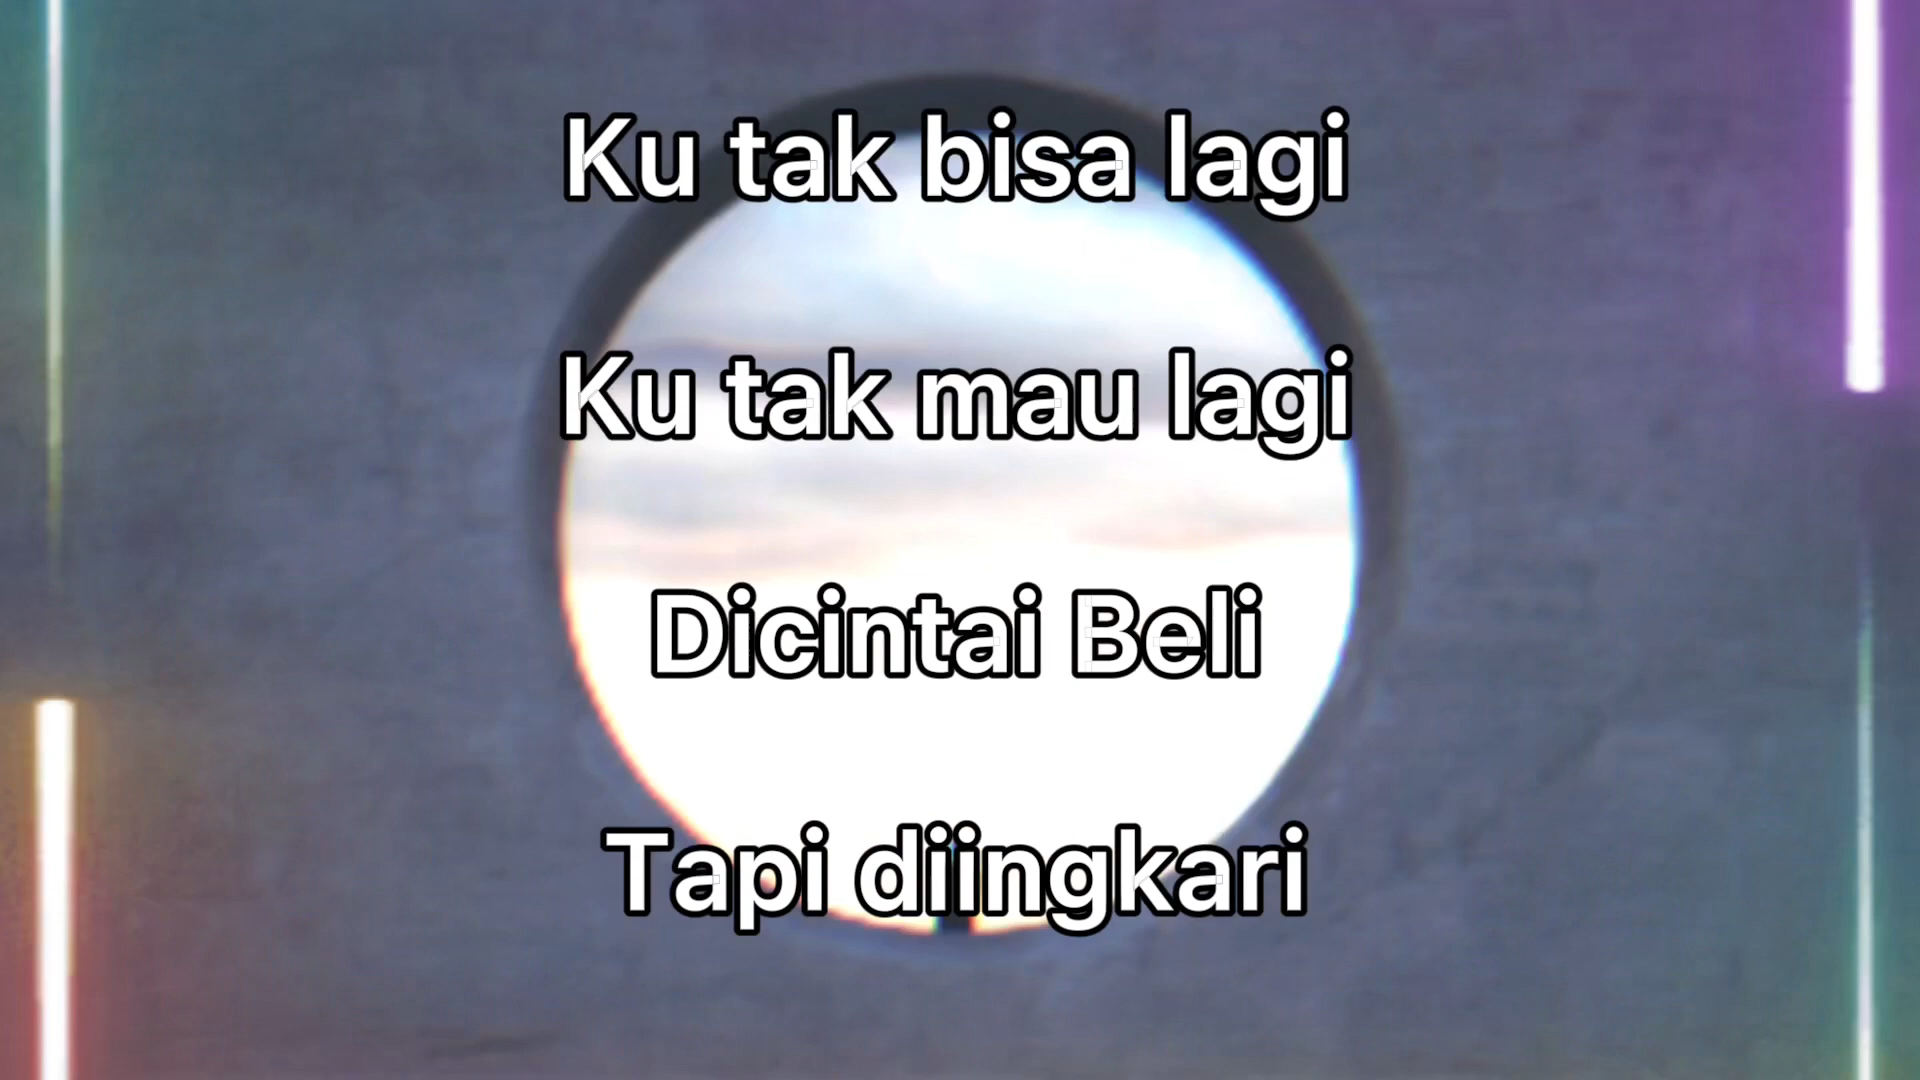 Ku tak bisa lagi
Ku tak mau lagi
Dicintai Beli
Tapi diingkari